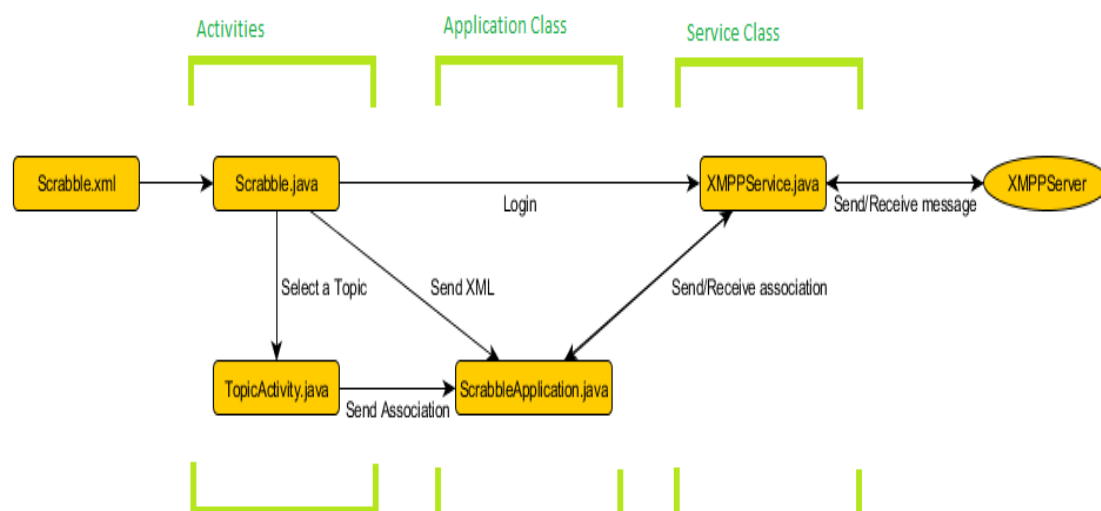 Activities
Application Class
Service Class
Scrabble.xml
Scrabble.java
Login
XMPPService.java
Send/Receive message
XMPPServer
Select a Topic
Send XML
Send/Receive association
TopicActivity.java
Send Association
ScrabbleApplication.java